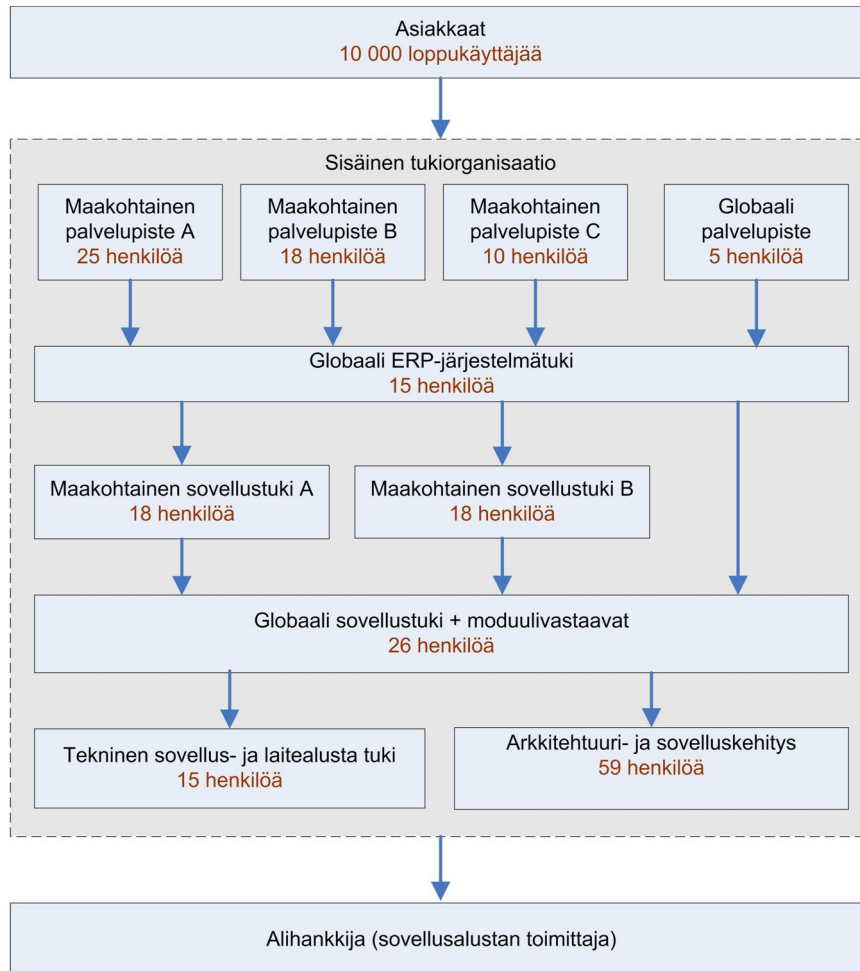 Asiakkaat
10 000 loppukäyttäjää
Sisäinen tukiorganisaatio
Maakohtainen
palvelupiste A
25 henkilöä
Maakohtainen
palvelupiste B
18 henkilöä
Maakohtainen
palvelupiste C
10 henkilöä
Globaali
palvelupiste
5 henkilöä
Globaali ERP-järjestelmätuki
15 henkilöä
Maakohtainen sovellustuki A
18 henkilöä
Maakohtainen sovellustuki B
18 henkilöä
Globaali sovellustuki + moduulivastaavat
26 henkilöä
Tekninen sovellus- ja laitealusta tuki
15 henkilöä
Arkkitehtuuri- ja sovelluskehitys
59 henkilöä
Alihankkija (sovellusalustan toimittaja)